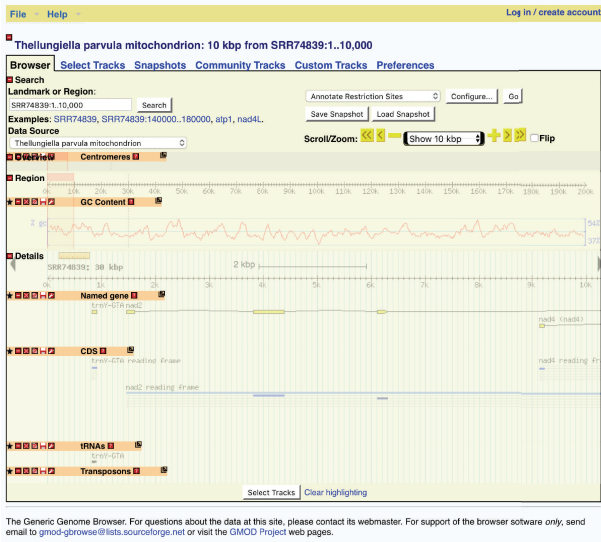 File Help
Log in / create account
Thellungiella parvula mitochondrion: 10 kbp from SRR74839:1..10,000
Browser Select Tracks Snapshots Community Tracks Custom Tracks Preferences
Search
Landmark or Region:
SRR74839:1..10,000 Search
Annotate Restriction Sites Configure... Go
Save Snapshot Load Snapshot
Examples: SRR74839, SRR74839:140000..180000, atp1, nad4L.
Data Source
Thellungiella parvula mitochondrion
Scroll/Zoom: Show 10 kbp Flip
Overview
Centromeres
Region
0k 10k 20k 30k 40k 50k 60k 70k 80k 90k 100k 110k 120k 130k 140k 150k 160k 170k 180k 190k 200k
GC Content
% gc
Details
SRR74839: 30 kbp
2 kbp
0k 1k 2k 3k 4k 5k 6k 7k 8k 9k 10k
Named gene
trnY-GTA nad2
nad4 (nad4)
CDS
trnY-GTA reading frame
nad4 reading fr
nad2 reading frame
tRNAs
trnY-GTA
Transposons
Select Tracks Clear highlighting
The Generic Genome Browser. For questions about the data at this site, please contact its webmaster. For support of the browser sotware only, send
email to gmod-gbrowse@lists.sourceforge.net or visit the GMOD Project web pages.